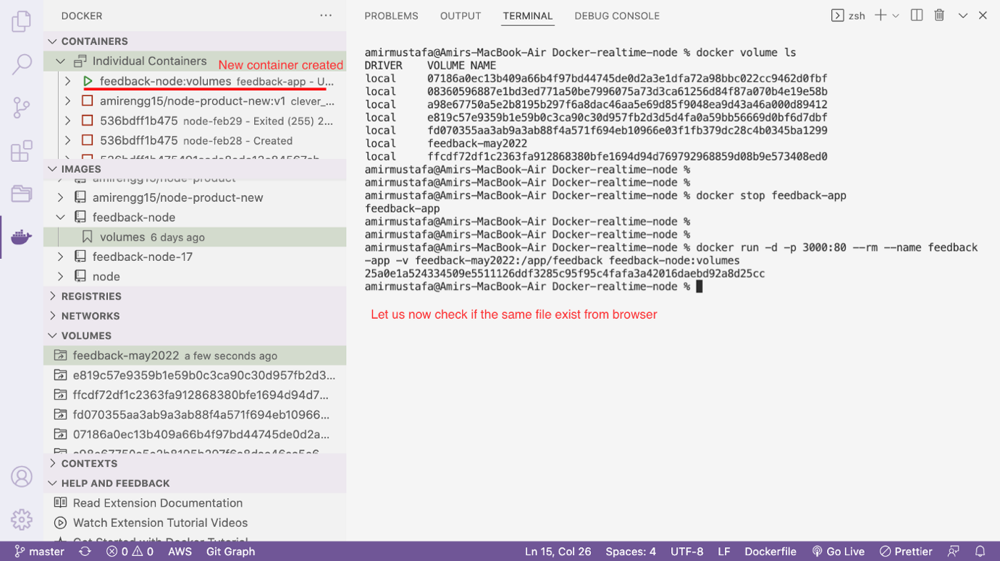 DOCKER
CONTAINERS
Individual Containers
New container created
feedback-node:volumes feedback-app - U...
amirengg15/node-product-new:v1 clever_...
536bdff1b475 node-feb29 - Exited (255) 2...
536bdff1b475 node-feb28 - Created
IMAGES
amirengg15/node-product
amirengg15/node-product-new
feedback-node
volumes 6 days ago
feedback-node-17
node
REGISTRIES
NETWORKS
VOLUMES
feedback-may2022 a few seconds ago
e819c57e9359b1e59b0c3ca90c30d957fb2d3...
ffcdf72df1c2363fa912868380bfe1694d94d7...
fd070355aa3ab9a3ab88f4a571f694eb10966...
07186a0ec13b409a66b4f97bd44745de0d2a...
CONTEXTS
HELP AND FEEDBACK
Read Extension Documentation
Watch Extension Tutorial Videos
Get Started with Docker Tutorial
PROBLEMS OUTPUT TERMINAL DEBUG CONSOLE zsh
amirmustafa@Amirs-MacBook-Air Docker-realtime-node % docker volume ls
DRIVER VOLUME NAME
local 07186a0ec13b409a66b4f97bd44745de0d2a3e1dfa72a98bbc022cc9462d0fbf
local 08360596887e1bd3ed771a50be7996075a73d3ca61256d84f87a070b4e19e58b
local a98e67750a5e2b8195b297f6a8dac46aa5e69d85f9048ea9d43a46a000d89412
local e819c57e9359b1e59b0c3ca90c30d957fb2d3d5d4fa0a59bb56669d0bf6d7dbf
local fd070355aa3ab9a3ab88f4a571f694eb10966e03f1fb379dc28c4b0345ba1299
local feedback-may2022
local ffcdf72df1c2363fa912868380bfe1694d94d769792968859d08b9e573408ed0
amirmustafa@Amirs-MacBook-Air Docker-realtime-node %
amirmustafa@Amirs-MacBook-Air Docker-realtime-node %
amirmustafa@Amirs-MacBook-Air Docker-realtime-node % docker stop feedback-app
feedback-app
amirmustafa@Amirs-MacBook-Air Docker-realtime-node %
amirmustafa@Amirs-MacBook-Air Docker-realtime-node %
amirmustafa@Amirs-MacBook-Air Docker-realtime-node % docker run -d -p 3000:80 --rm --name feedback
-app -v feedback-may2022:/app/feedback feedback-node:volumes
25a0e1a524334509e5511126ddf3285c95f95c4fafa3a42016daebd92a8d25cc
amirmustafa@Amirs-MacBook-Air Docker-realtime-node %
Let us now check if the same file exist from browser
master 0 0 AWS Git Graph Ln 15, Col 26 Spaces: 4 UTF-8 LF Dockerfile Go Live Prettier